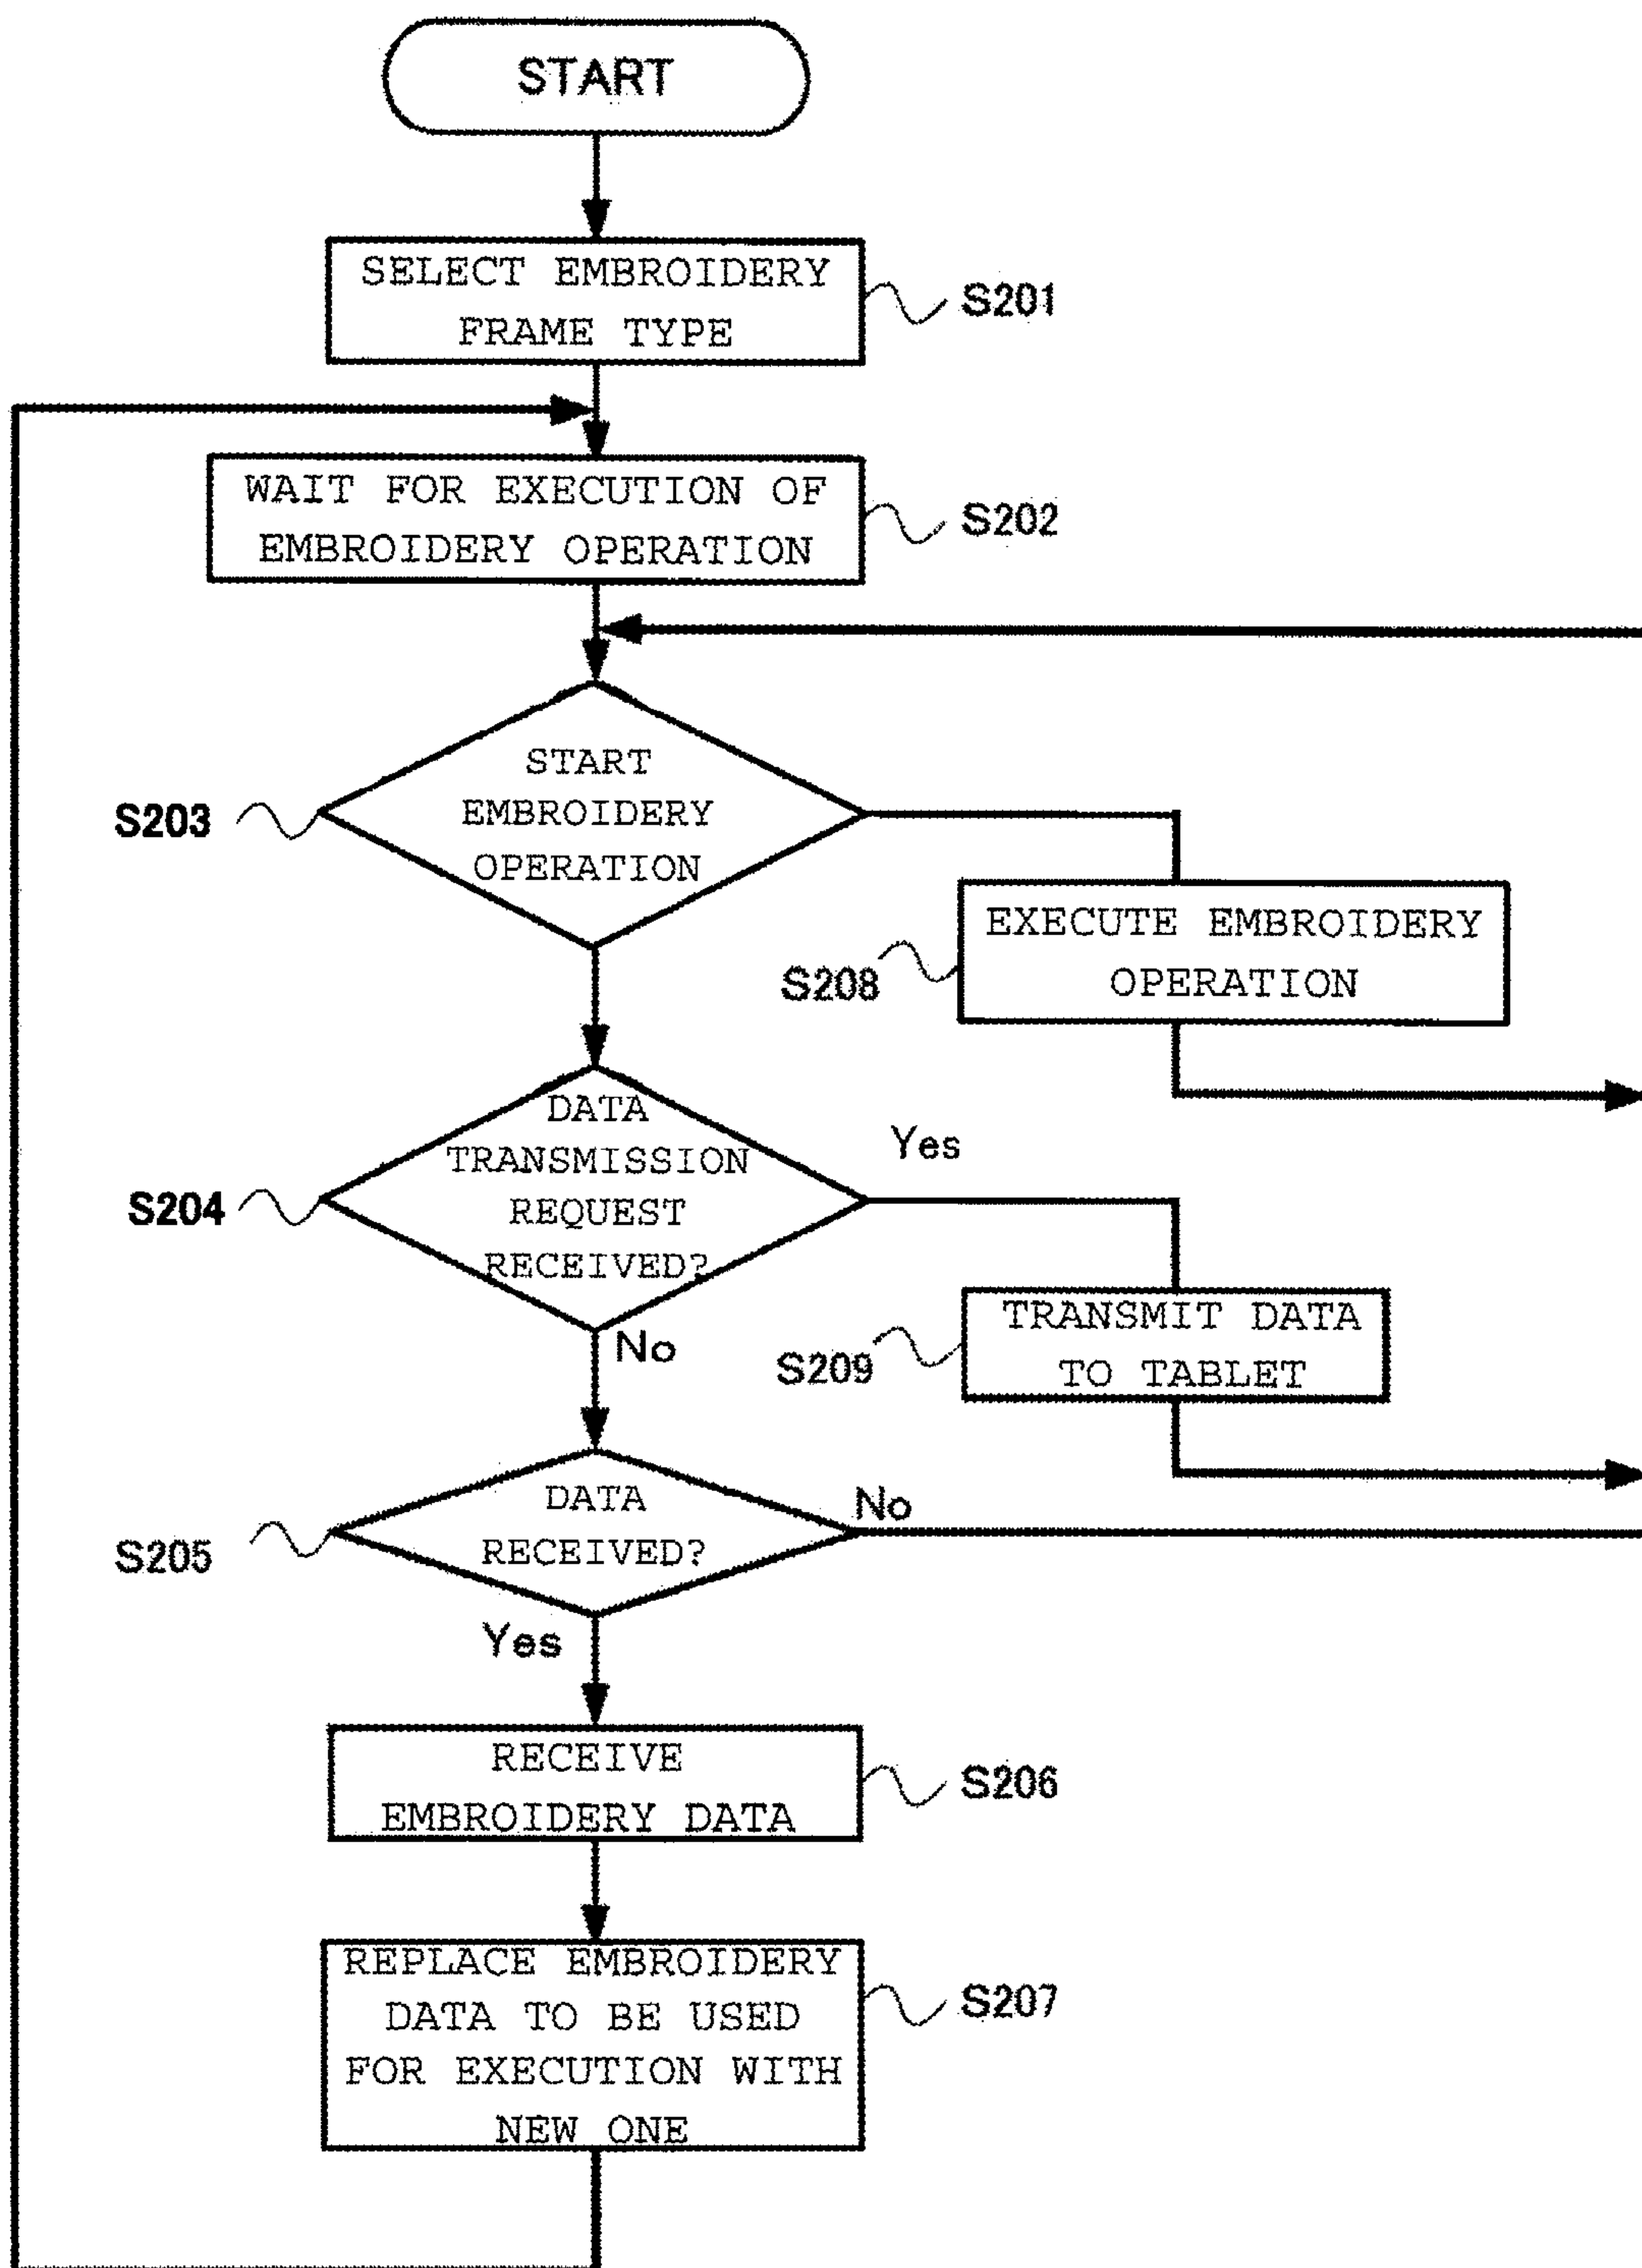 START
SELECT EMBROIDERY
FRAME TYPE
S201
WAIT FOR EXECUTION OF
EMBROIDERY OPERATION
S202
START
EMBROIDERY
OPERATION
S203
EXECUTE EMBROIDERY
OPERATION
S208
DATA
TRANSMISSION
REQUEST
RECEIVED?
Yes
S204
No
TRANSMIT DATA
TO TABLET
S209
DATA
RECEIVED?
No
S205
Yes
RECEIVE
EMBROIDERY DATA
S206
REPLACE EMBROIDERY
DATA TO BE USED
FOR EXECUTION WITH
NEW ONE
S207